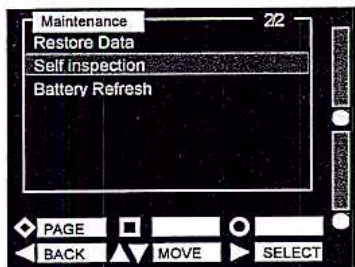 Maintenance 2/2
Restore Data
Self inspection
Battery Refresh
PAGE
BACK MOVE SELECT